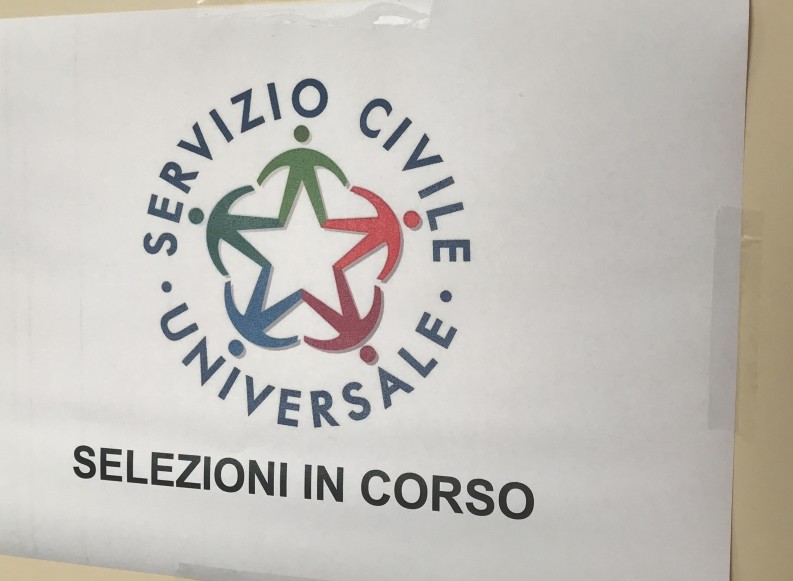 SERVIZIO CIVILE
• UNIVERSALE •
SELEZIONI IN CORSO